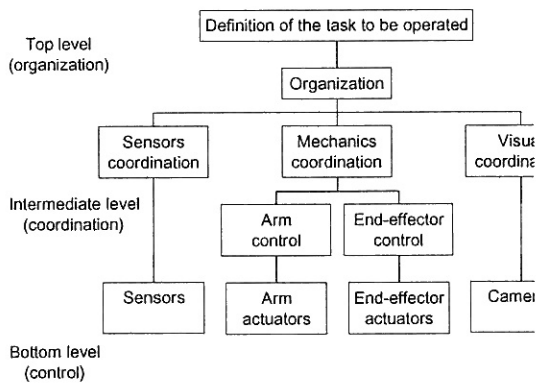 Definition of the task to be operated
Top level
(organization)
Organization
Sensors
coordination
Mechanics
coordination
Intermediate level
(coordination)
Arm
control
End-effector
control
Sensors
Arm
actuators
End-effector
actuators
Bottom level
(control)